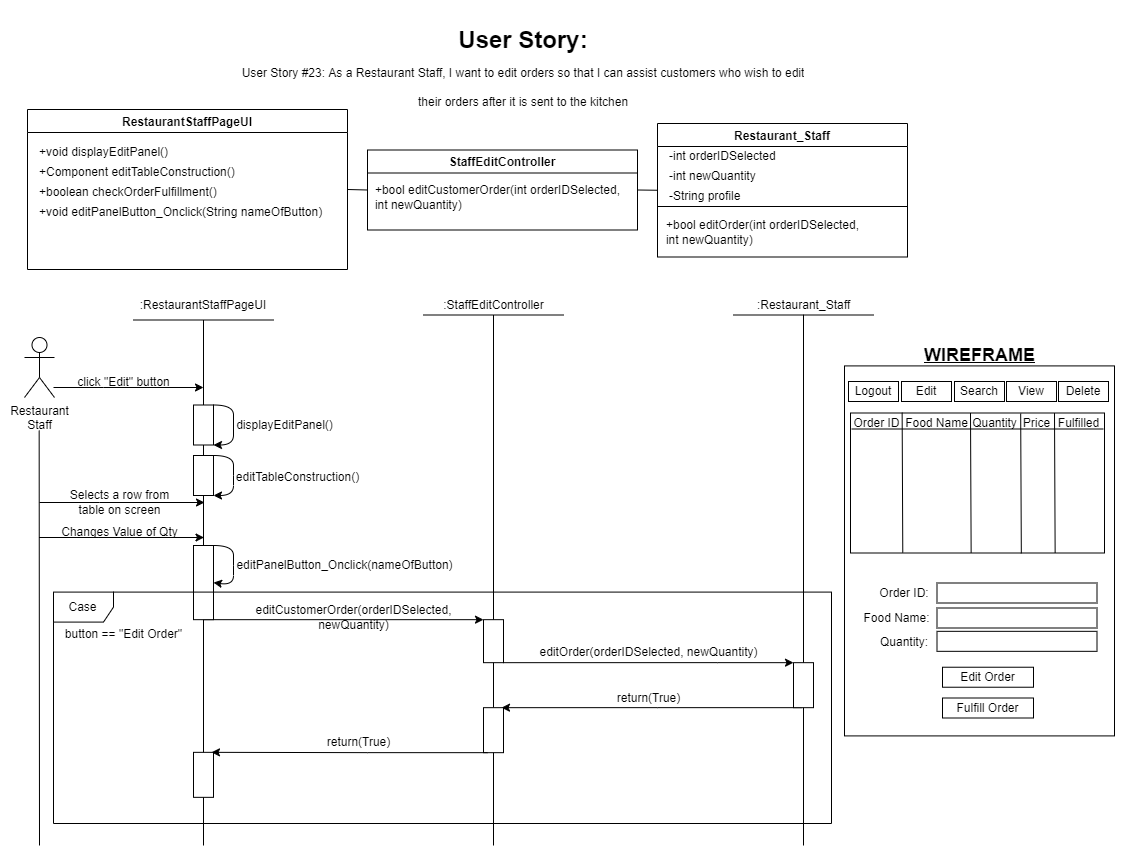 User Story:
User Story #23: As a Restaurant Staff, I want to edit orders so that I can assist customers who wish to edit
their orders after it is sent to the kitchen
RestaurantStaffPageUI
+void displayEditPanel()
+Component editTableConstruction()
+boolean checkOrderFulfillment()
+void editPanelButton_Onclick(String nameOfButton)
StaffEditController
+bool editCustomerOrder(int orderIDSelected,
int newQuantity)
Restaurant_Staff
-int orderIDSelected
-int newQuantity
-String profile
+bool editOrder(int orderIDSelected,
int newQuantity)
:RestaurantStaffPageUI
:StaffEditController
:Restaurant_Staff
click "Edit" button
Restaurant
Staff
displayEditPanel()
editTableConstruction()
Selects a row from
table on screen
Changes Value of Qty
editPanelButton_Onclick(nameOfButton)
Case
button == "Edit Order"
editCustomerOrder(orderIDSelected,
newQuantity)
editOrder(orderIDSelected, newQuantity)
return(True)
return(True)
WIREFRAME
Logout Edit Search View Delete
Order ID Food Name Quantity Price Fulfilled
Order ID:
Food Name:
Quantity:
Edit Order
Fulfill Order